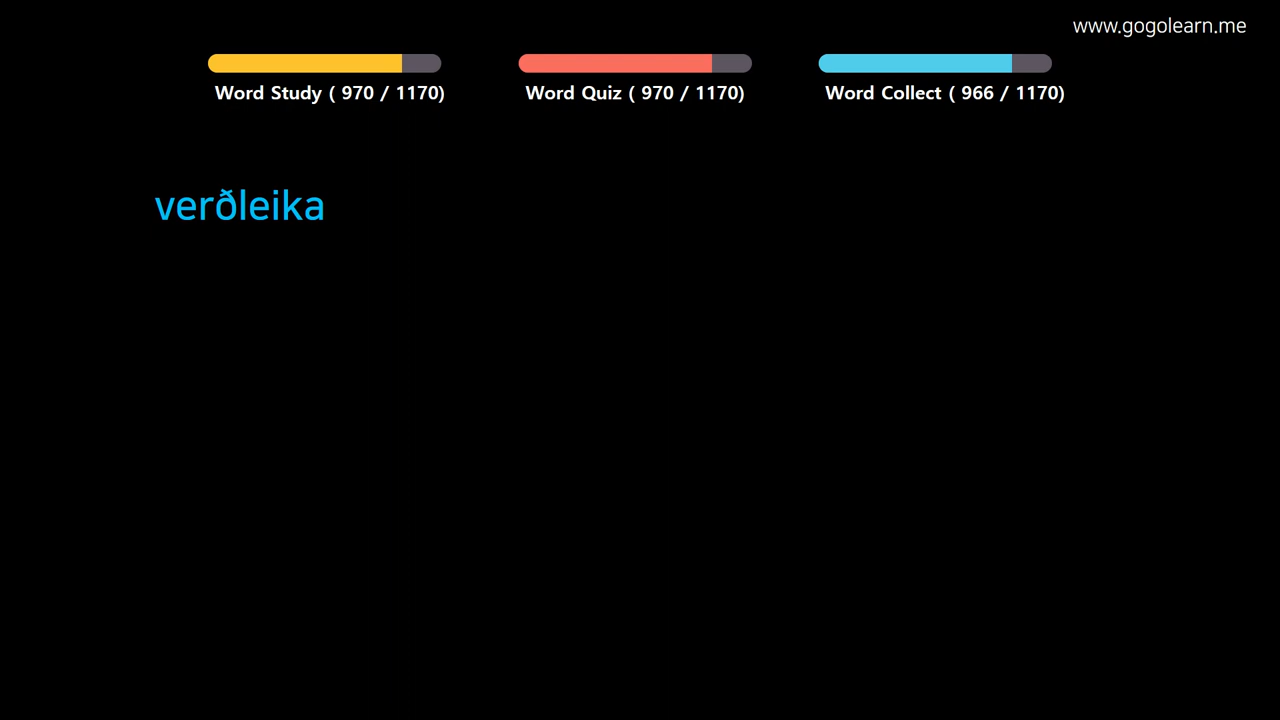 www.gogolearn.me
Word Study ( 970 / 1170)
Word Quiz ( 970 / 1170)
Word Collect ( 966 / 1170)
verðleika